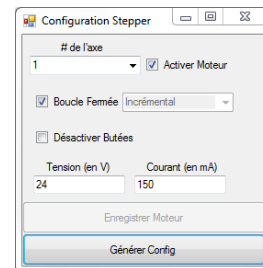 Configuration Stepper
# de l'axe
1
Activer Moteur
Boucle Fermée
Incrémental
Désactiver Butées
Tension (en V)
Courant (en mA)
24
150
Enregistrer Moteur
Générer Config